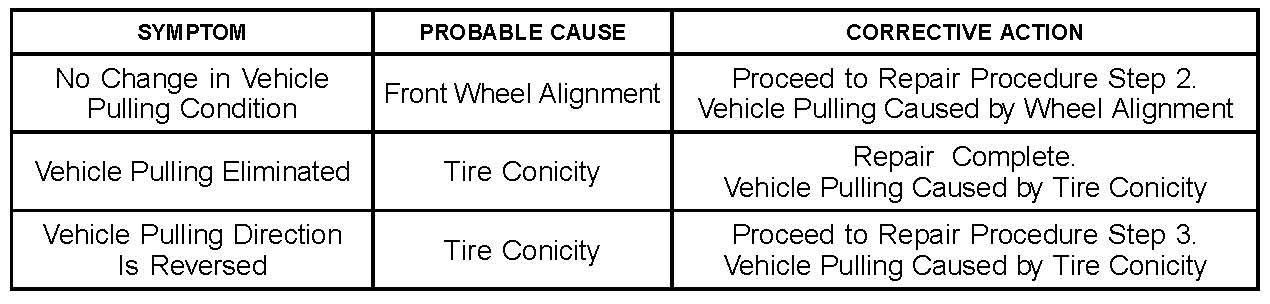 SYMPTOM PROBABLE CAUSE CORRECTIVE ACTION
No Change in Vehicle
Pulling Condition
Front Wheel Alignment
Proceed to Repair Procedure Step 2.
Vehicle Pulling Caused by Wheel Alignment
Vehicle Pulling Eliminated
Tire Conicity
Repair Complete.
Vehicle Pulling Caused by Tire Conicity
Vehicle Pulling Direction
Is Reversed
Tire Conicity
Proceed to Repair Procedure Step 3.
Vehicle Pulling Caused by Tire Conicity